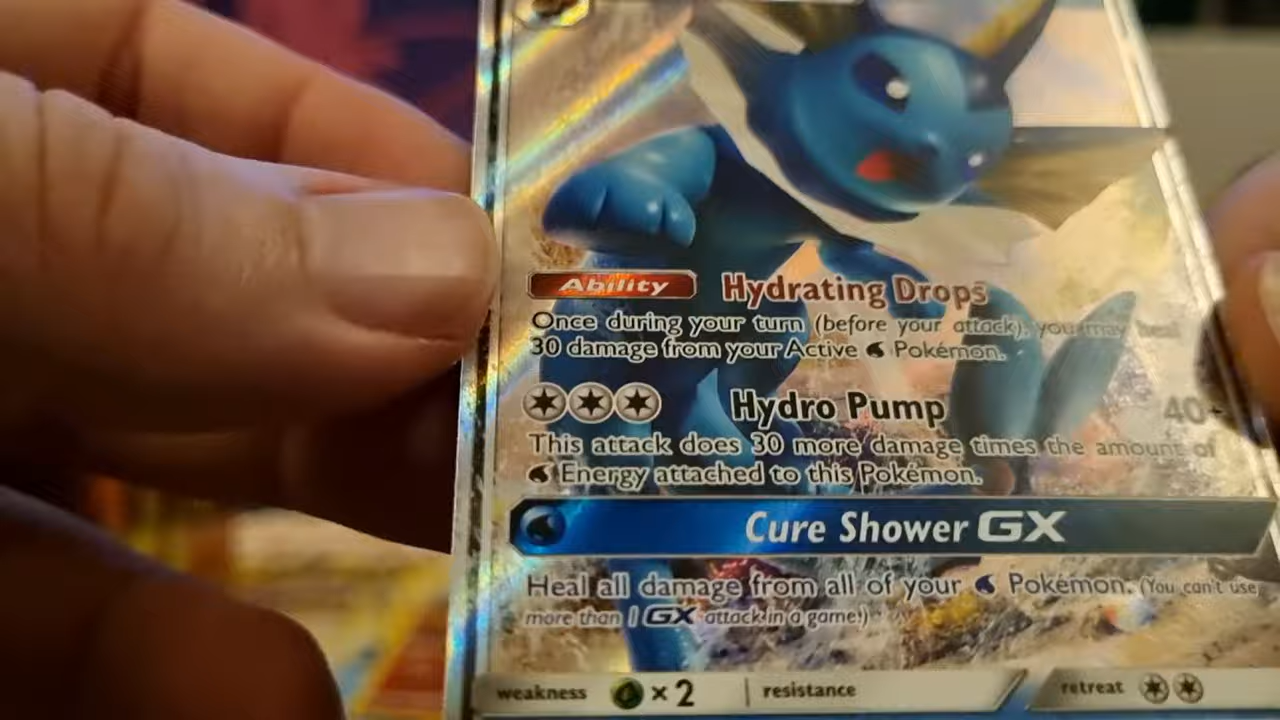 Ability Hydrating Drops
Once during your turn (before your attack), you may heal
30 damage from your Active Pokémon.
Hydro Pump 40+
This attack does 30 more damage times the amount of
Energy attached to this Pokémon.
Cure Shower GX
Heal all damage from all of your Pokémon. (You can't use
more than 1 GX attack in a game.)
weakness ×2 resistance retreat